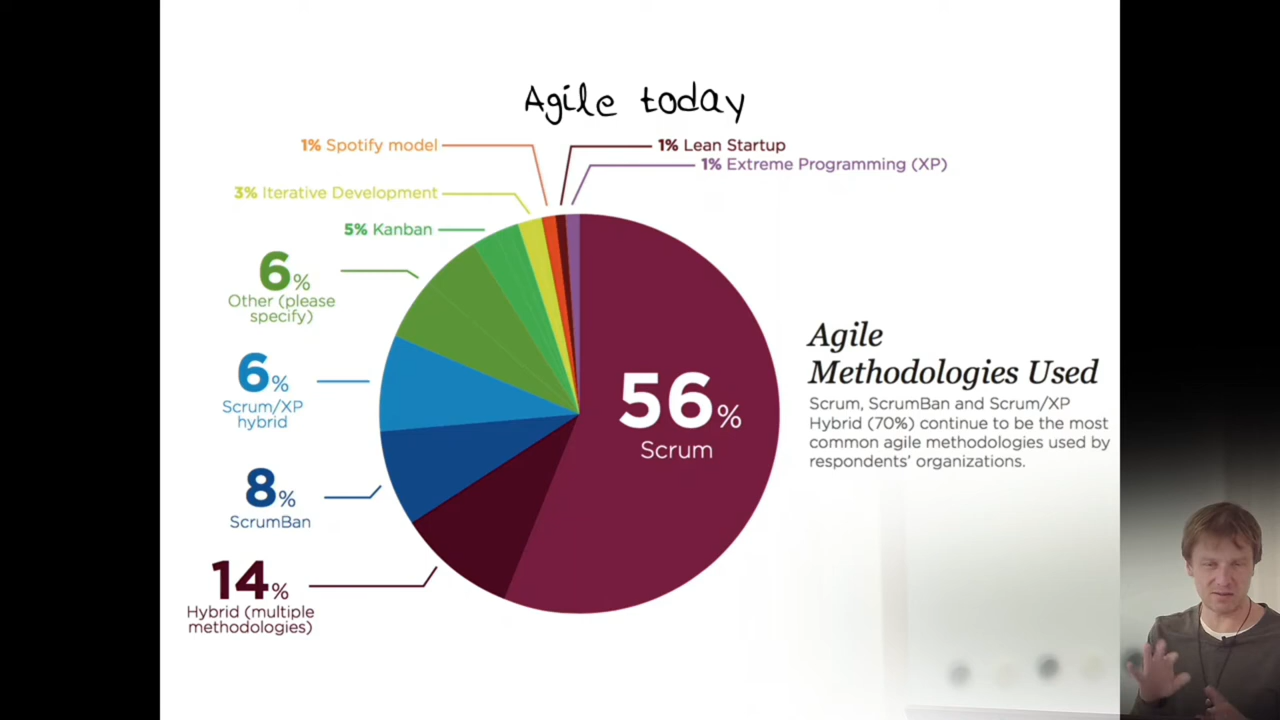 Agile today
1% Spotify model
1% Lean Startup
1% Extreme Programming (XP)
3% Iterative Development
5% Kanban
6%
Other (please
specify)
6%
Scrum/XP
hybrid
8%
ScrumBan
14%
Hybrid (multiple
methodologies)
56%
Scrum
Agile
Methodologies Used
Scrum, ScrumBan and Scrum/XP
Hybrid (70%) continue to be the most
common agile methodologies used by
respondents' organizations.